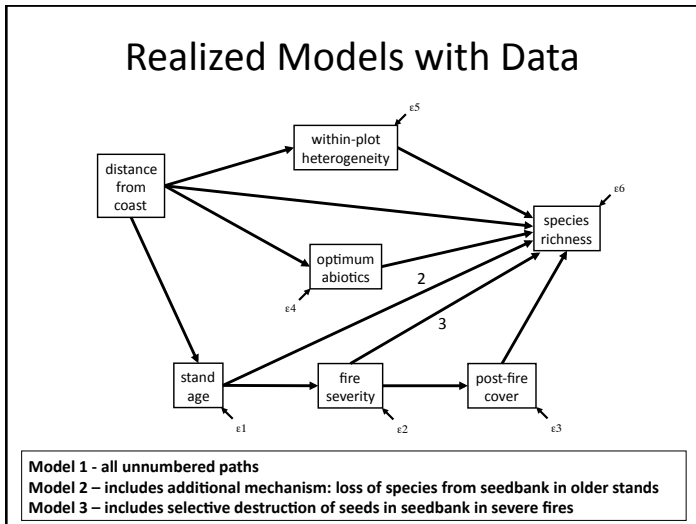 Realized Models with Data
ε5
within-plot
heterogeneity
distance
from
coast
ε6
species
richness
optimum
abiotics
2
ε4
3
stand
age
fire
severity
post-fire
cover
ε1
ε2
ε3
Model 1 - all unnumbered paths
Model 2 – includes additional mechanism: loss of species from seedbank in older stands
Model 3 – includes selective destruction of seeds in seedbank in severe fires